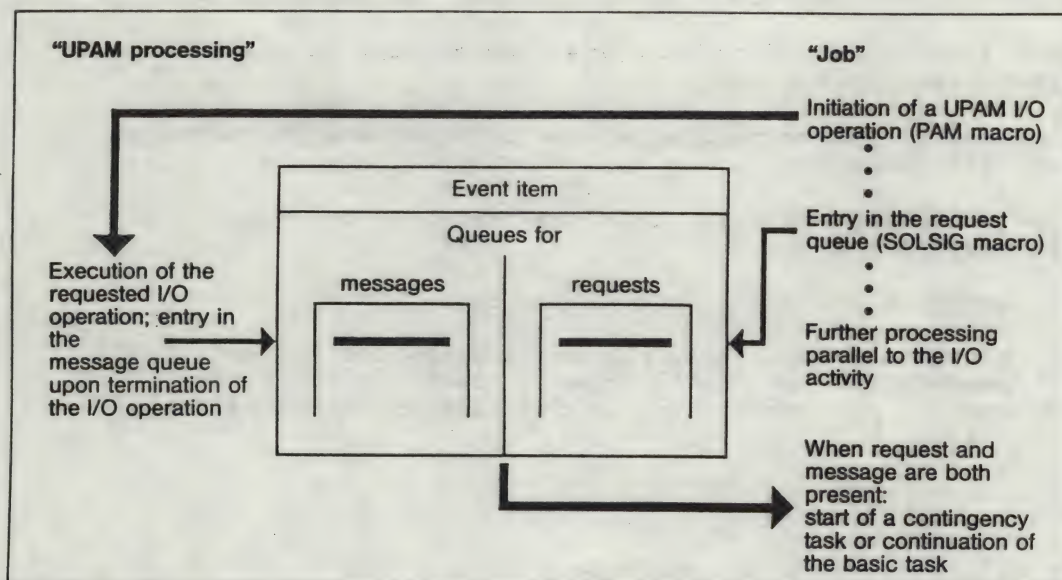 "UPAM processing"
"Job"
Initiation of a UPAM I/O
operation (PAM macro)
Event item
Queues for
messages
requests
Entry in the request
queue (SOLSIG macro)
Execution of the
requested I/O
operation; entry in
the
message queue
upon termination of
the I/O operation
Further processing
parallel to the I/O
activity
When request and
message are both
present:
start of a contingency
task or continuation of
the basic task